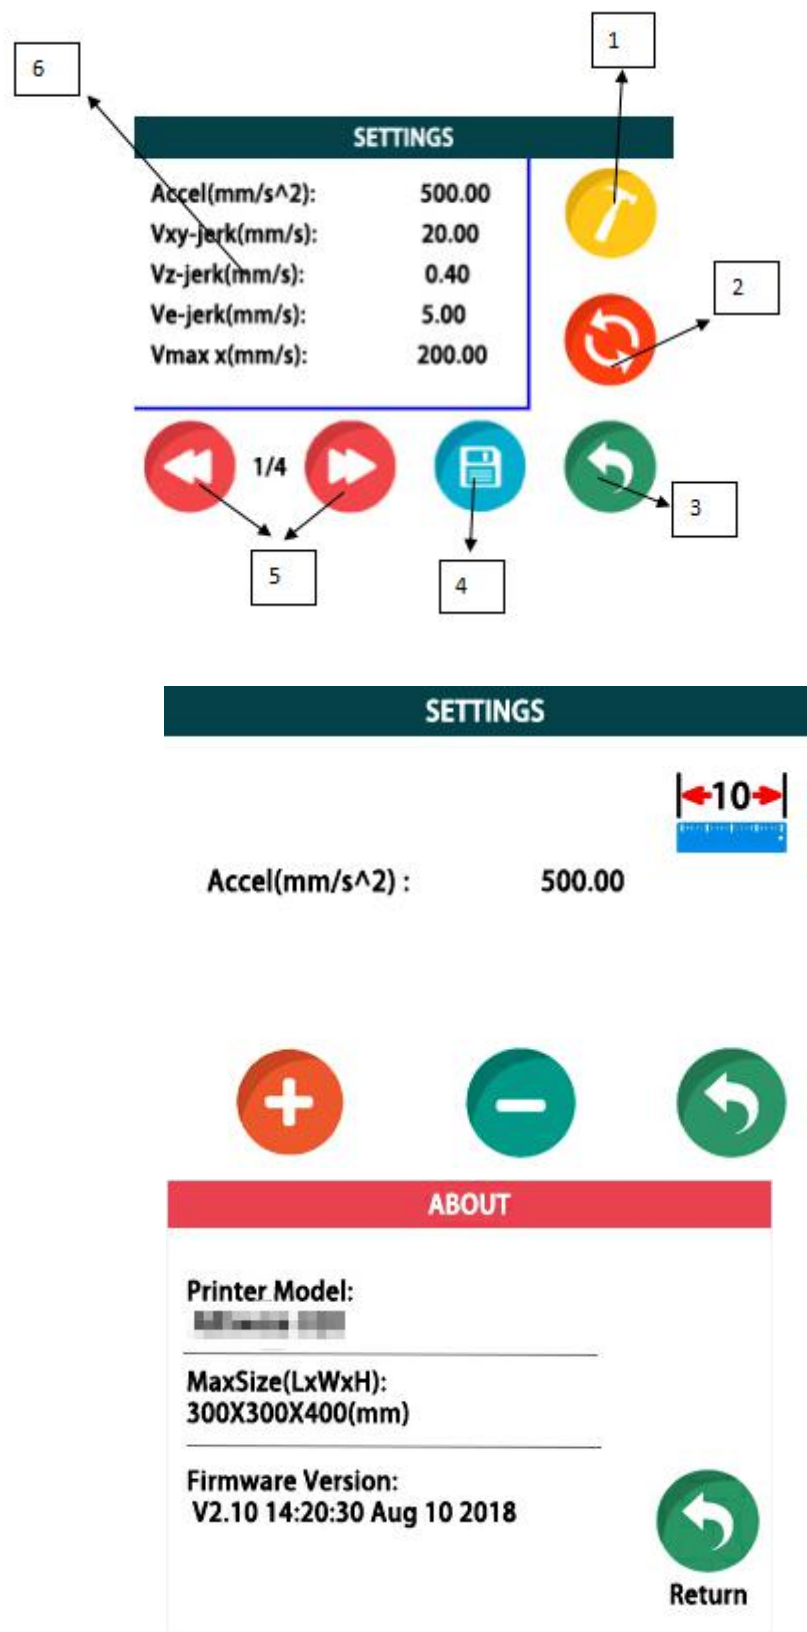 1
6
SETTINGS
Accel(mm/s^2): 500.00
Vxy-jerk(mm/s): 20.00
Vz-jerk(mm/s): 0.40
Ve-jerk(mm/s): 5.00
Vmax x(mm/s): 200.00
2
1/4
3
5
4
SETTINGS
10
Accel(mm/s^2) : 500.00
ABOUT
Printer Model:
MaxSize(LxWxH):
300X300X400(mm)
Firmware Version:
V2.10 14:20:30 Aug 10 2018
Return